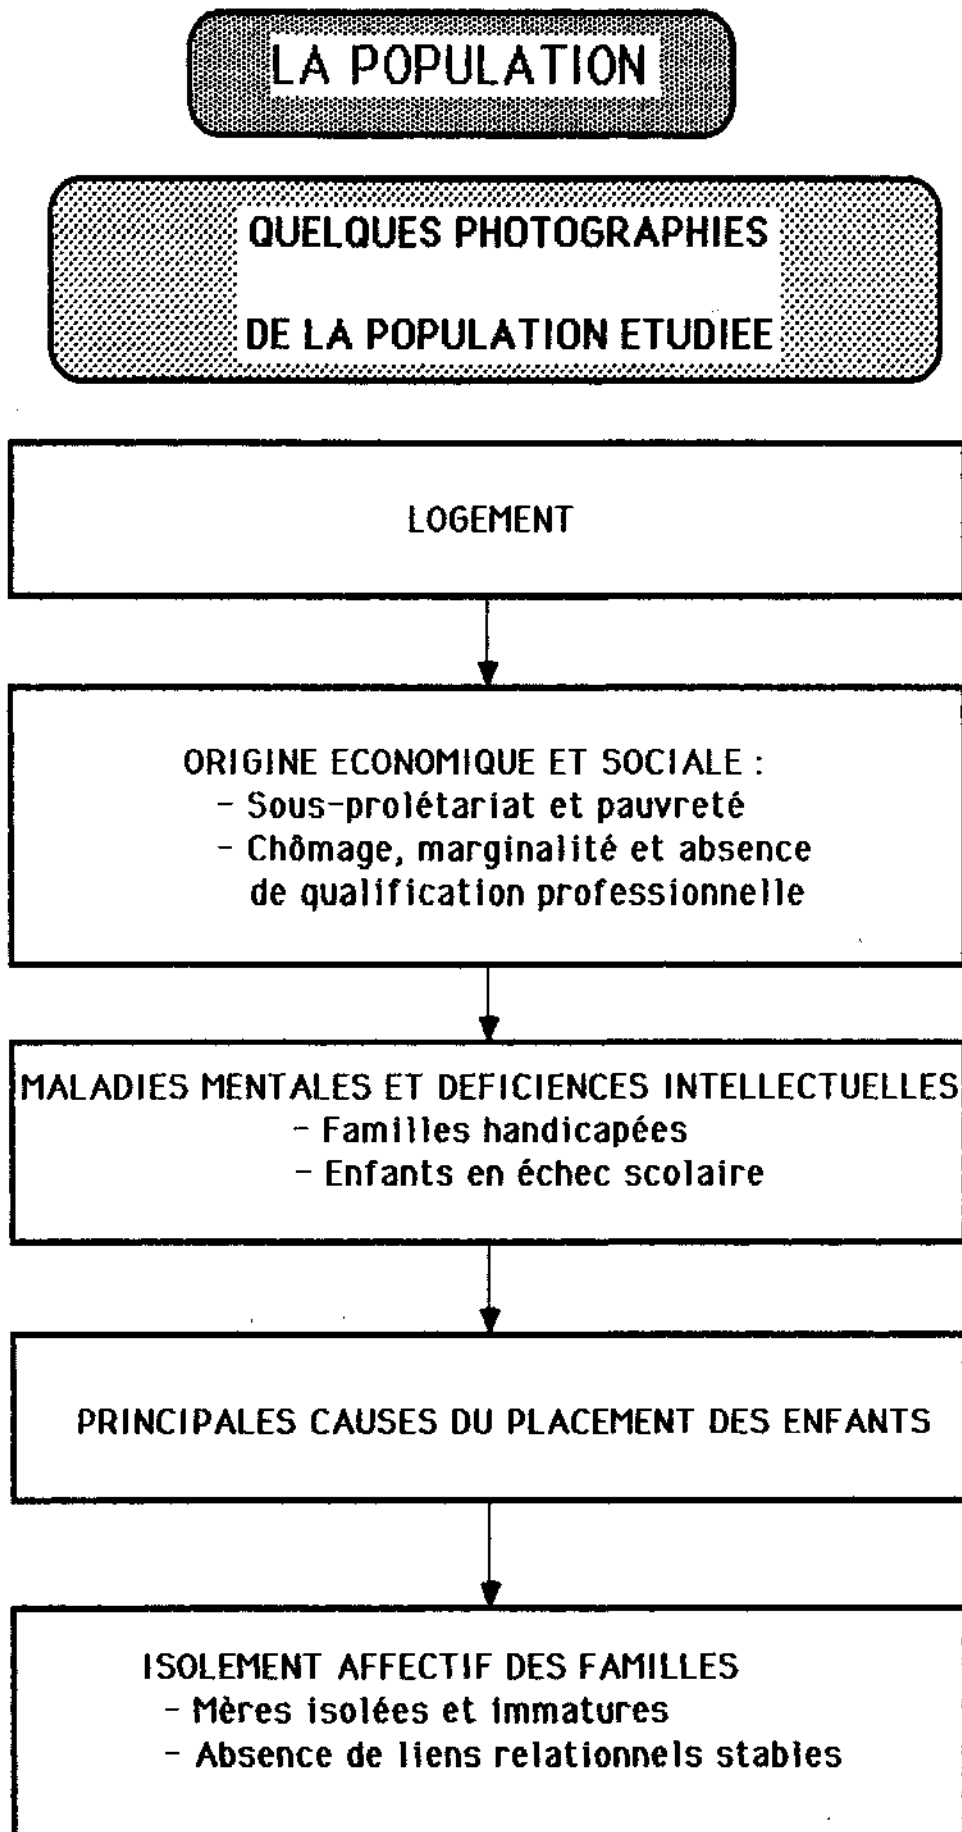 LA POPULATION
QUELQUES PHOTOGRAPHIES
DE LA POPULATION ETUDIEE
LOGEMENT
ORIGINE ECONOMIQUE ET SOCIALE :
- Sous-prolétariat et pauvreté
- Chômage, marginalité et absence
de qualification professionnelle
MALADIES MENTALES ET DEFICIENCES INTELLECTUELLES
- Familles handicapées
- Enfants en échec scolaire
PRINCIPALES CAUSES DU PLACEMENT DES ENFANTS
ISOLEMENT AFFECTIF DES FAMILLES
- Mères isolées et immatures
- Absence de liens relationnels stables